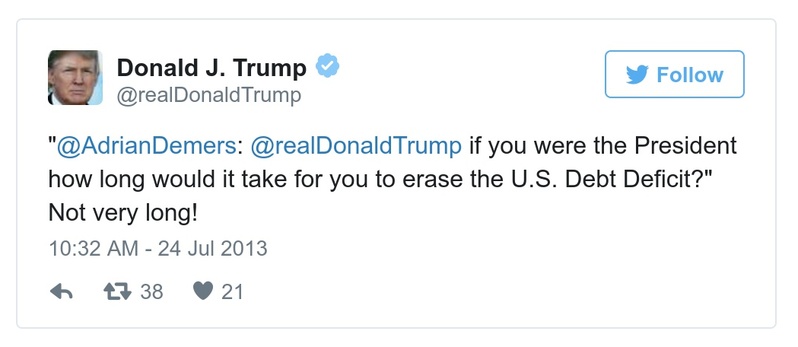 Donald J. Trump
@realDonaldTrump
Follow
"@AdrianDemers: @realDonaldTrump if you were the President
how long would it take for you to erase the U.S. Debt Deficit?"
Not very long!
10:32 AM - 24 Jul 2013
38 21